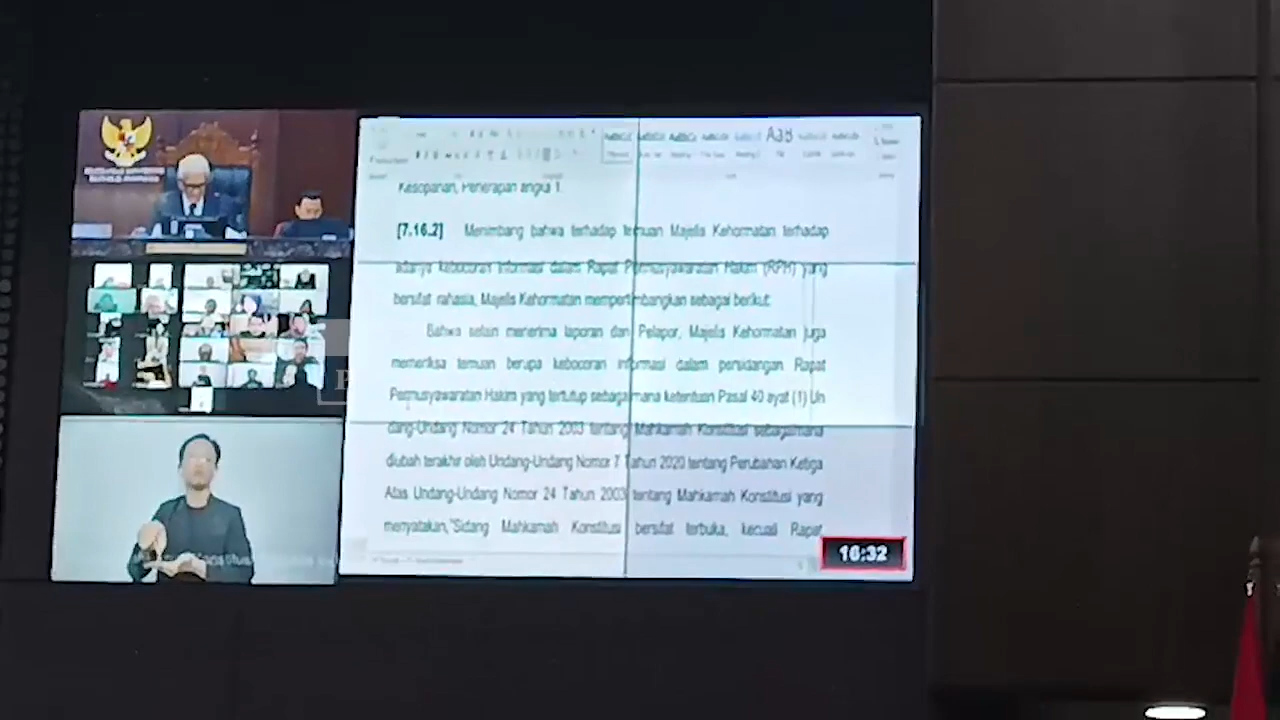 Kesopanan, Penerapan angka 1.
[7.16.2] Menimbang bahwa terhadap temuan Majelis Kehormatan terhadap
adanya kebocoran informasi dalam Rapat Permusyawaratan Hakim (RPH) yang
bersifat rahasia, Majelis Kehormatan mempertimbangkan sebagai berikut:
Bahwa selain menerima laporan dari Pelapor, Majelis Kehormatan juga
memeriksa temuan berupa kebocoran informasi dalam persidangan Rapat
Permusyawaratan Hakim yang tertutup sebagaimana ketentuan Pasal 40 ayat (1) Un
dang-Undang Nomor 24 Tahun 2003 tentang Mahkamah Konstitusi sebagaimana
diubah terakhir oleh Undang-Undang Nomor 7 Tahun 2020 tentang Perubahan Ketiga
Atas Undang-Undang Nomor 24 Tahun 2003 tentang Mahkamah Konstitusi yang
menyatakan,"Sidang Mahkamah Konstitusi bersifat terbuka, kecuali Rapat
16:32